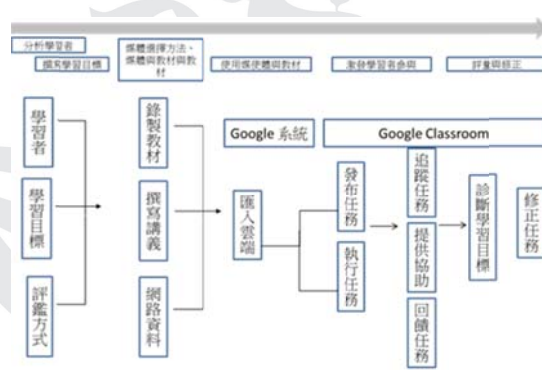 分析學習者
撰寫學習目標
媒體選擇方法、
媒體與教材與教
材
使用媒使體與教材
激發學習者參與
評量與修正
學習者
學習目標
評鑑方式
錄製教材
撰寫講義
網路資料
Google 系統
Google Classroom
匯入雲端
發布任務
執行任務
追蹤任務
提供協助
回饋任務
診斷學習目標
修正任務